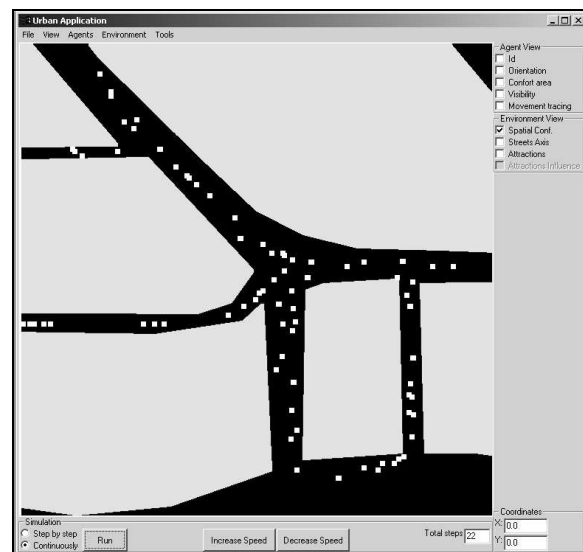 Urban Application
File View Agents Environment Tools
Agent View
Id
Orientation
Confort area
Visibility
Movement tracing
Environment View
Spatial Conf.
Streets Axis
Attractions
Attractions Influence
Simulation
Step by step
Continuously
Run
Increase Speed
Decrease Speed
Total steps 22
Coordinates
X: 0.0
Y: 0.0